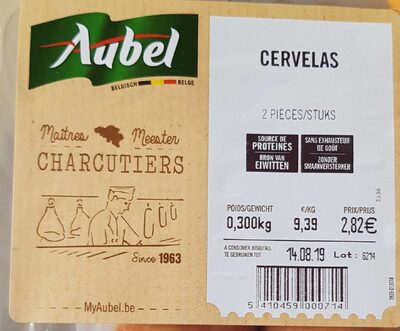 Aubel
BELGISCH BELGE
Maîtres Meester
CHARCUTIERS
Since 1963
MyAubel.be
CERVELAS
2 PIÈCES/STUKS
SOURCE DE
PROTEINES
BRON VAN
EIWITTEN
SANS EXHAUSTEUR
DE GOÛT
ZONDER
SMAAKVERSTERKER
POIDS/GEWICHT €/KG PRIX/PRIJS
0,300kg 9,39 2,82€
A CONSOMMER JUSQU'AU:
TE GEBRUIKEN TOT 14.08.19 Lot: 6214
5 410459 000714